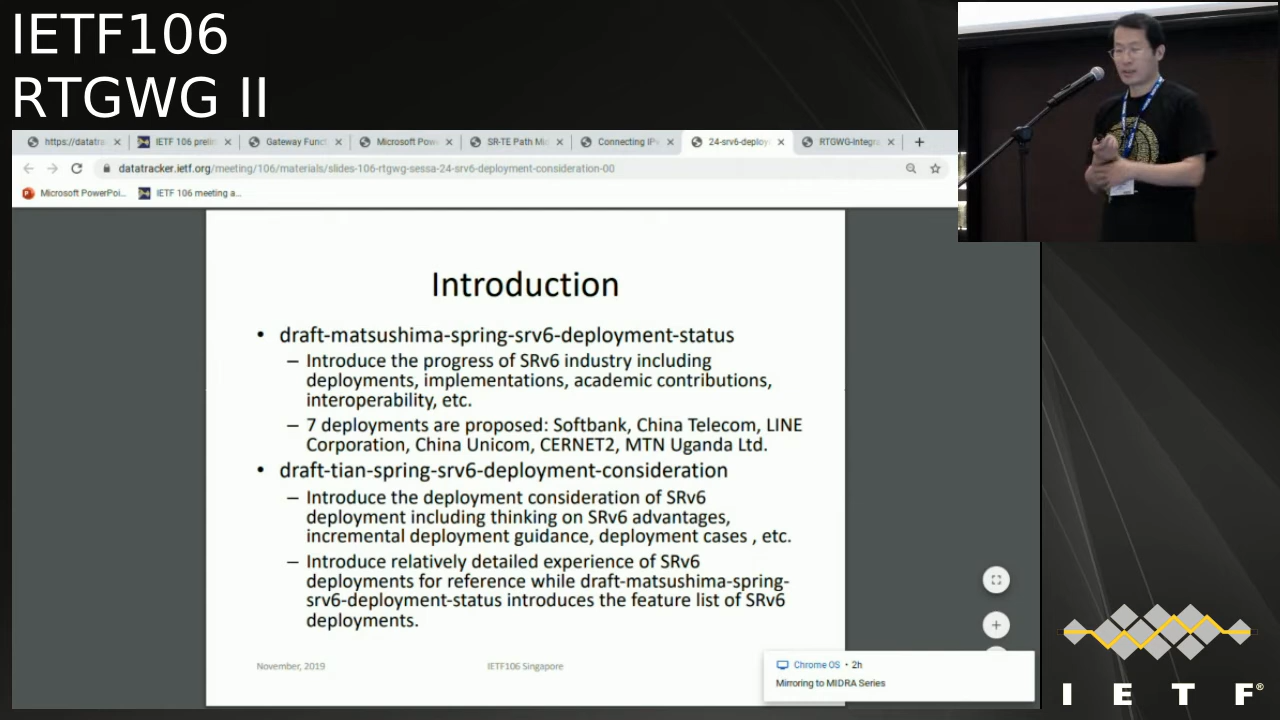 IETF106
RTGWG II
https://datatra
IETF 106 prelin
Gateway Funct
Microsoft Pow
SR-TE Path Mi
Connecting IPv
24-srv6-deploy
RTGWG-Integra
datatracker.ietf.org/meeting/106/materials/slides-106-rtgwg-sessa-24-srv6-deployment-consideration-00
Microsoft PowerPoi...
IETF 106 meeting a...
Introduction
• draft-matsushima-spring-srv6-deployment-status
– Introduce the progress of SRv6 industry including
deployments, implementations, academic contributions,
interoperability, etc.
– 7 deployments are proposed: Softbank, China Telecom, LINE
Corporation, China Unicom, CERNET2, MTN Uganda Ltd.
• draft-tian-spring-srv6-deployment-consideration
– Introduce the deployment consideration of SRv6
deployment including thinking on SRv6 advantages,
incremental deployment guidance, deployment cases , etc.
– Introduce relatively detailed experience of SRv6
deployments for reference while draft-matsushima-spring-
srv6-deployment-status introduces the feature list of SRv6
deployments.
November, 2019
IETF106 Singapore
Chrome OS • 2h
Mirroring to MIDRA Series
I E T F®